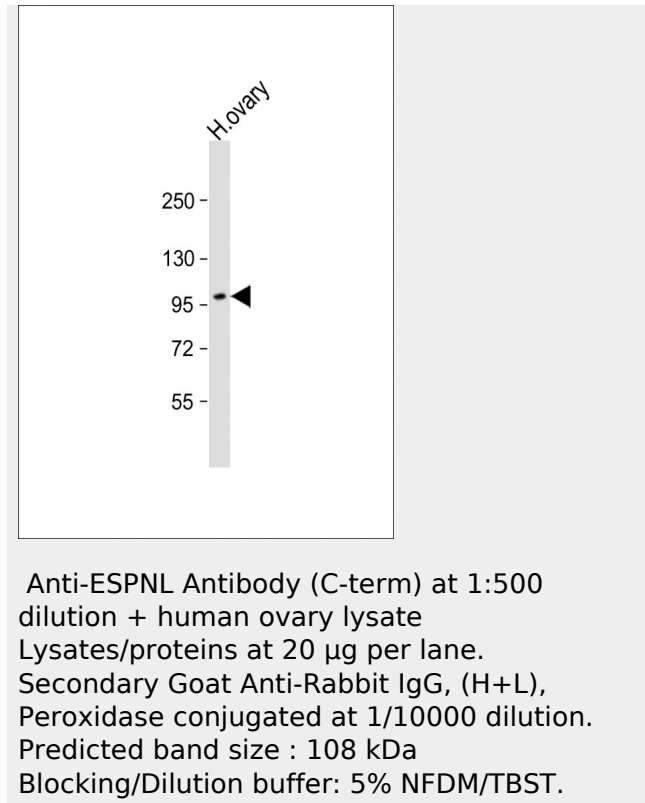 H.ovary
250
130
95
72
55
Anti-ESPNL Antibody (C-term) at 1:500
dilution + human ovary lysate
Lysates/proteins at 20 µg per lane.
Secondary Goat Anti-Rabbit IgG, (H+L),
Peroxidase conjugated at 1/10000 dilution.
Predicted band size : 108 kDa
Blocking/Dilution buffer: 5% NFDM/TBST.